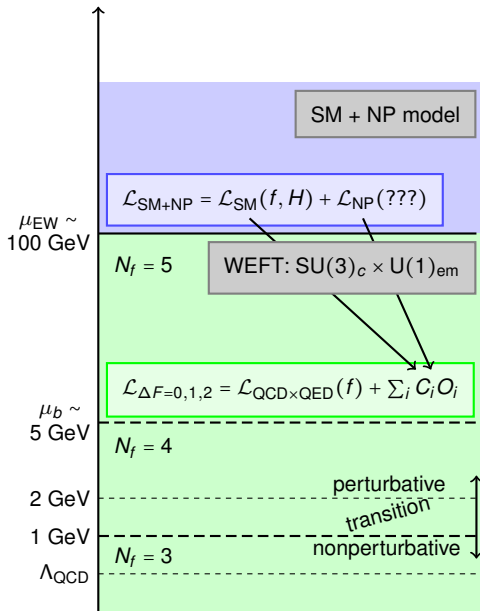 SM + NP model
ℒ_SM+NP = ℒ_SM(f, H) + ℒ_NP(???)
μ_EW ~
100 GeV
N_f = 5
WEFT: SU(3)_c × U(1)_em
ℒ_ΔF=0,1,2 = ℒ_QCD×QED(f) + ∑_i C_i O_i
μ_b ~
5 GeV
N_f = 4
perturbative
2 GeV
transition
1 GeV
nonperturbative
N_f = 3
Λ_QCD